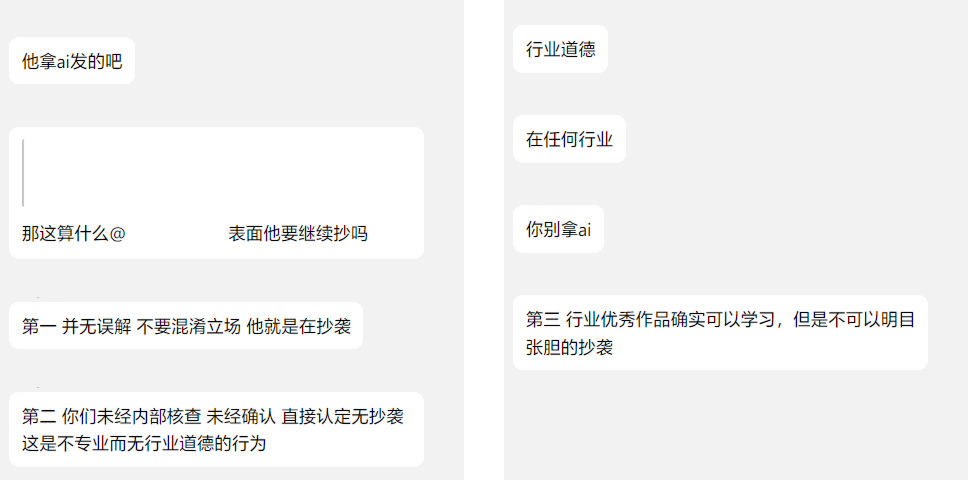 他拿ai发的吧
那这算什么@ 表面他要继续抄吗
第一 并无误解 不要混淆立场 他就是在抄袭
第二 你们未经内部核查 未经确认 直接认定无抄袭
这是不专业而无行业道德的行为
行业道德
在任何行业
你别拿ai
第三 行业优秀作品确实可以学习，但是不可以明目
张胆的抄袭